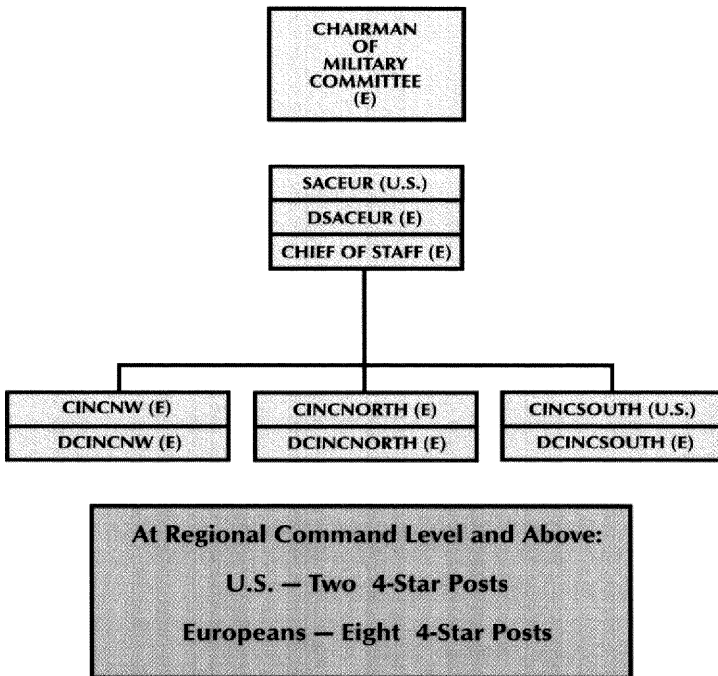 CHAIRMAN
OF
MILITARY
COMMITTEE
(E)
SACEUR (U.S.)
DSACEUR (E)
CHIEF OF STAFF (E)
CINCNW (E)
DCINCNW (E)
CINCNORTH (E)
DCINCNORTH (E)
CINCSOUTH (U.S.)
DCINCSOUTH (E)
At Regional Command Level and Above:
U.S. — Two 4-Star Posts
Europeans — Eight 4-Star Posts